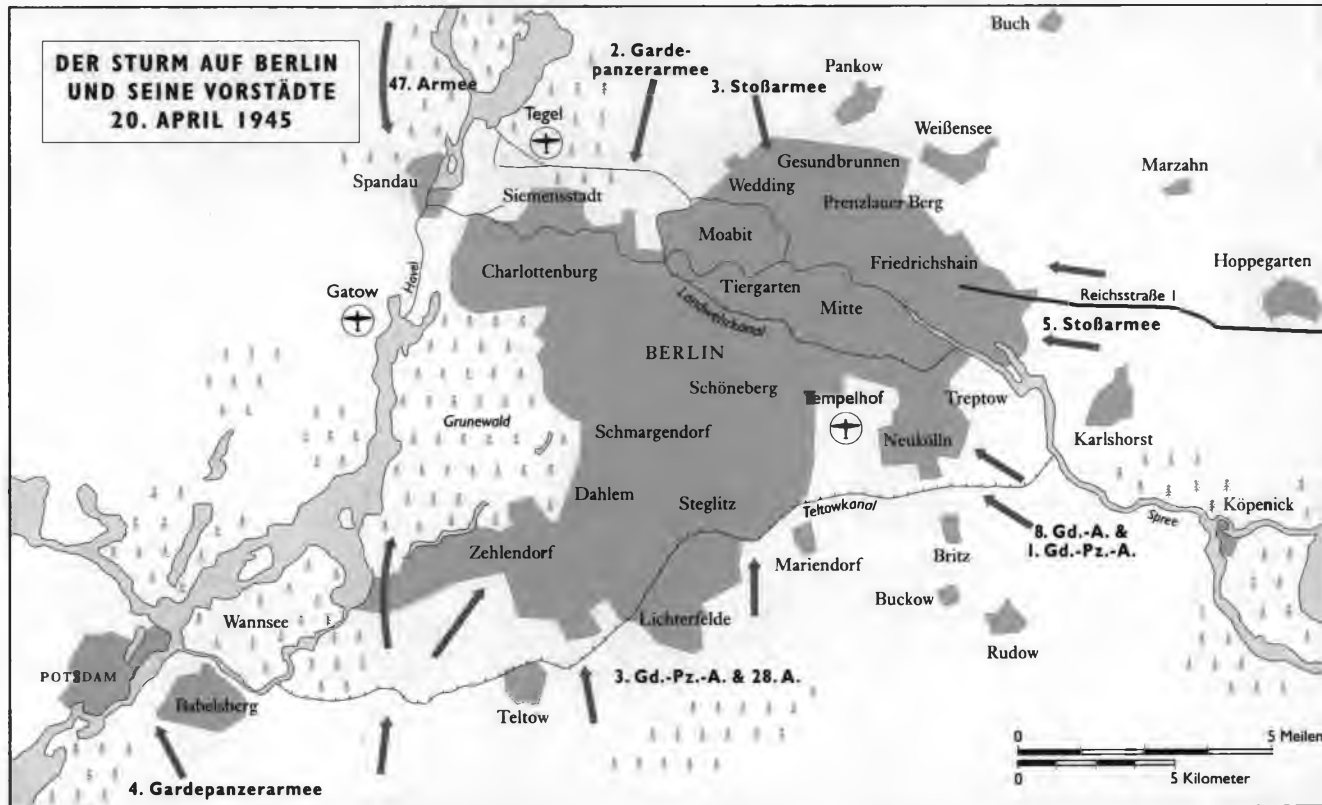 DER STURM AUF BERLIN
UND SEINE VORSTÄDTE
20. APRIL 1945
47. Armee
2. Garde-
panzerarmee
3. Stoßarmee
Buch
Pankow
Tegel
Weißensee
Marzahn
Spandau
Siemensstadt
Gesundbrunnen
Wedding
Prenzlauer Berg
Moabit
Friedrichshain
Hoppegarten
Charlottenburg
Tiergarten
Mitte
Havel
Gatow
Landwehrkanal
Reichsstraße 1
5. Stoßarmee
BERLIN
Schöneberg
Tempelhof
Treptow
Grunewald
Schmargendorf
Neukölln
Karlshorst
Dahlem
Steglitz
Teltowkanal
Spree
Köpenick
Zehlendorf
Mariendorf
Britz
8. Gd.-A. &
1. Gd.-Pz.-A.
Buckow
Wannsee
Lichterfelde
Rudow
POTSDAM
Babelsberg
Teltow
3. Gd.-Pz.-A. & 28. A.
4. Gardepanzerarmee
0 5 Meilen
0 5 Kilometer